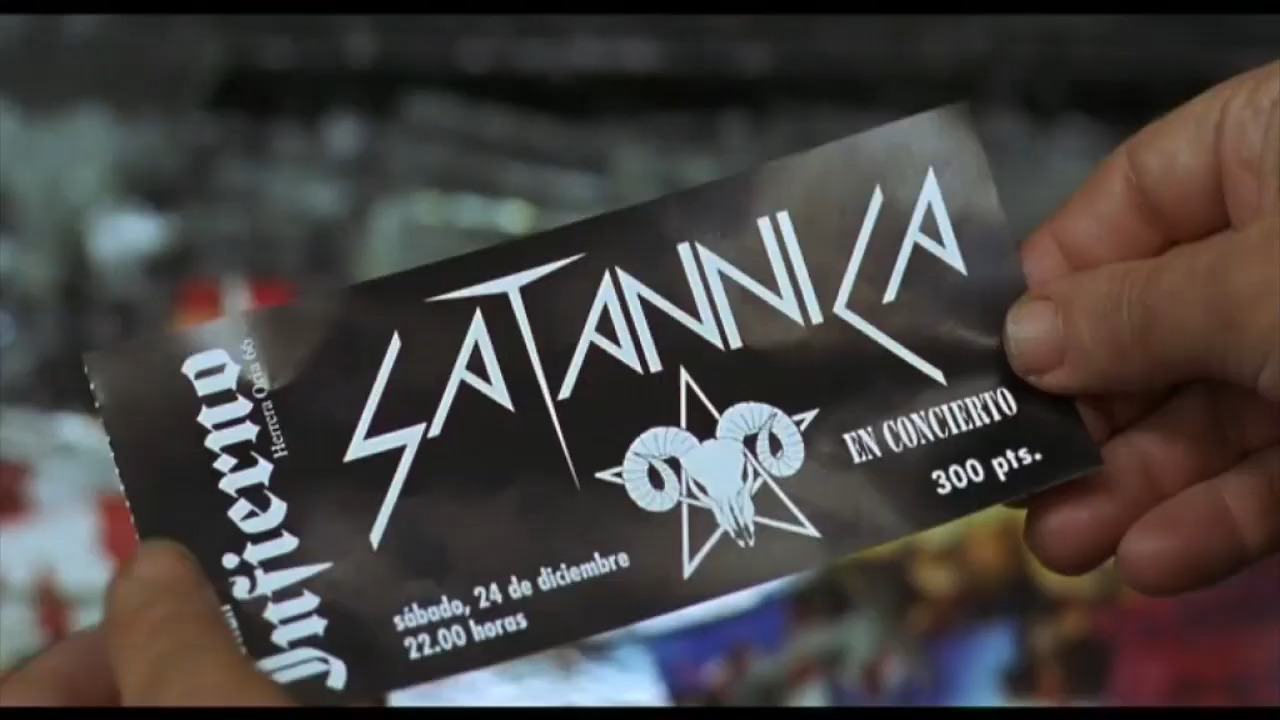 Infierno
Herrera Oria 66
SATANNICA
EN CONCIERTO
300 pts.
sábado, 24 de diciembre
22.00 horas